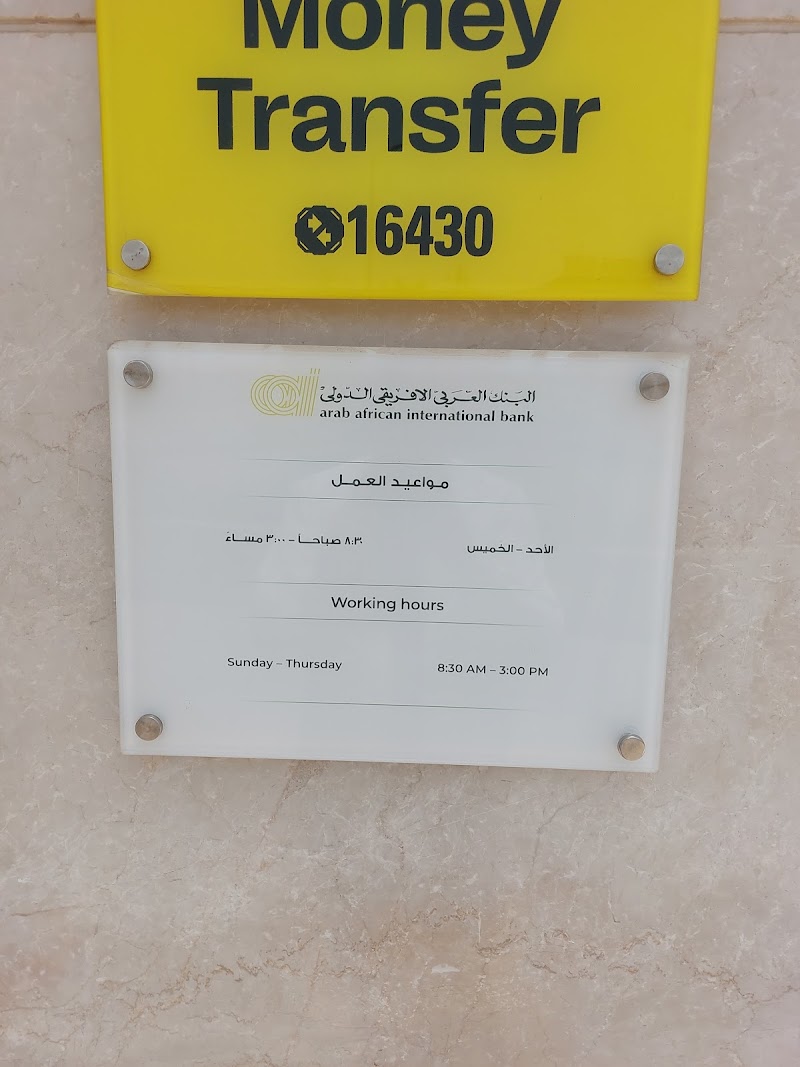 Money
Transfer
16430
البنك العربي الافريقي الدولي
arab african international bank
مواعيد العمل
الأحد – الخميس
٨:٣٠ صباحاً – ٣:٠٠ مساءً
Working hours
Sunday – Thursday
8:30 AM – 3:00 PM